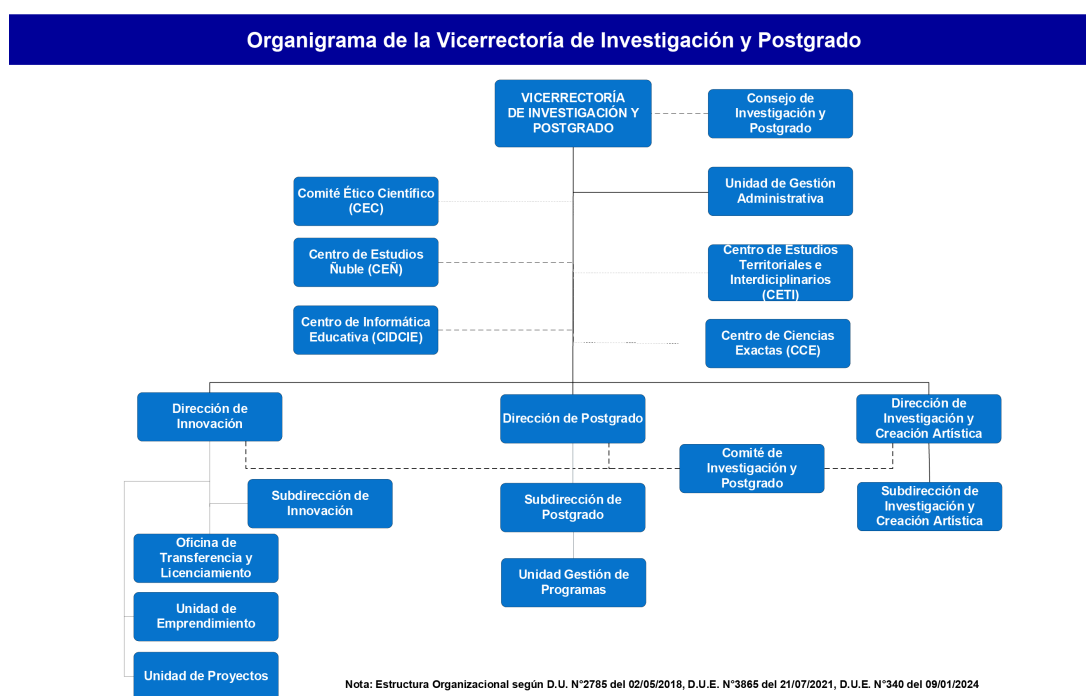 Organigrama de la Vicerrectoría de Investigación y Postgrado
VICERRECTORÍA
DE INVESTIGACIÓN Y
POSTGRADO
Consejo de
Investigación y
Postgrado
Unidad de Gestión
Administrativa
Comité Ético Científico
(CEC)
Centro de Estudios
Ñuble (CEÑ)
Centro de Estudios
Territoriales e
Interdiciplinarios
(CETI)
Centro de Informática
Educativa (CIDCIE)
Centro de Ciencias
Exactas (CCE)
Dirección de
Innovación
Dirección de Postgrado
Dirección de
Investigación y
Creación Artística
Comité de
Investigación y
Postgrado
Subdirección de
Innovación
Subdirección de
Postgrado
Subdirección de
Investigación y
Creación Artística
Oficina de
Transferencia y
Licenciamiento
Unidad Gestión de
Programas
Unidad de
Emprendimiento
Unidad de Proyectos
Nota: Estructura Organizacional según D.U. N°2785 del 02/05/2018, D.U.E. N°3865 del 21/07/2021, D.U.E. N°340 del 09/01/2024